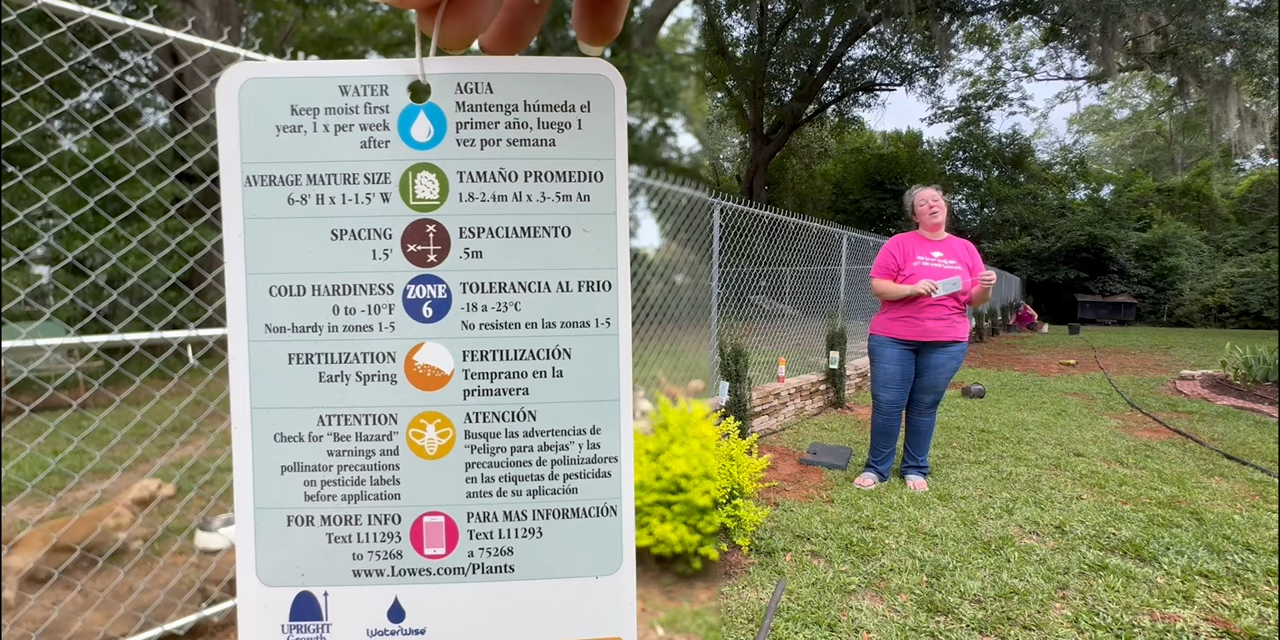 WATER
Keep moist first
year, 1 x per week
after
AGUA
Mantenga húmeda el
primer año, luego 1
vez por semana
AVERAGE MATURE SIZE
6-8' H x 1-1.5' W
TAMAÑO PROMEDIO
1.8-2.4m Al x .3-.5m An
SPACING
1.5'
ESPACIAMENTO
.5m
COLD HARDINESS
0 to -10°F
Non-hardy in zones 1-5
ZONE
6
TOLERANCIA AL FRIO
-18 a -23°C
No resisten en las zonas 1-5
FERTILIZATION
Early Spring
FERTILIZACIÓN
Temprano en la
primavera
ATTENTION
Check for "Bee Hazard"
warnings and
pollinator precautions
on pesticide labels
before application
ATENCIÓN
Busque las advertencias de
"Peligro para abejas" y las
precauciones de polinizadores
en las etiquetas de pesticidas
antes de su aplicación
FOR MORE INFO
Text L11293
to 75268
PARA MAS INFORMACIÓN
Text L11293
a 75268
www.Lowes.com/Plants
UPRIGHT
Growth
WaterWise